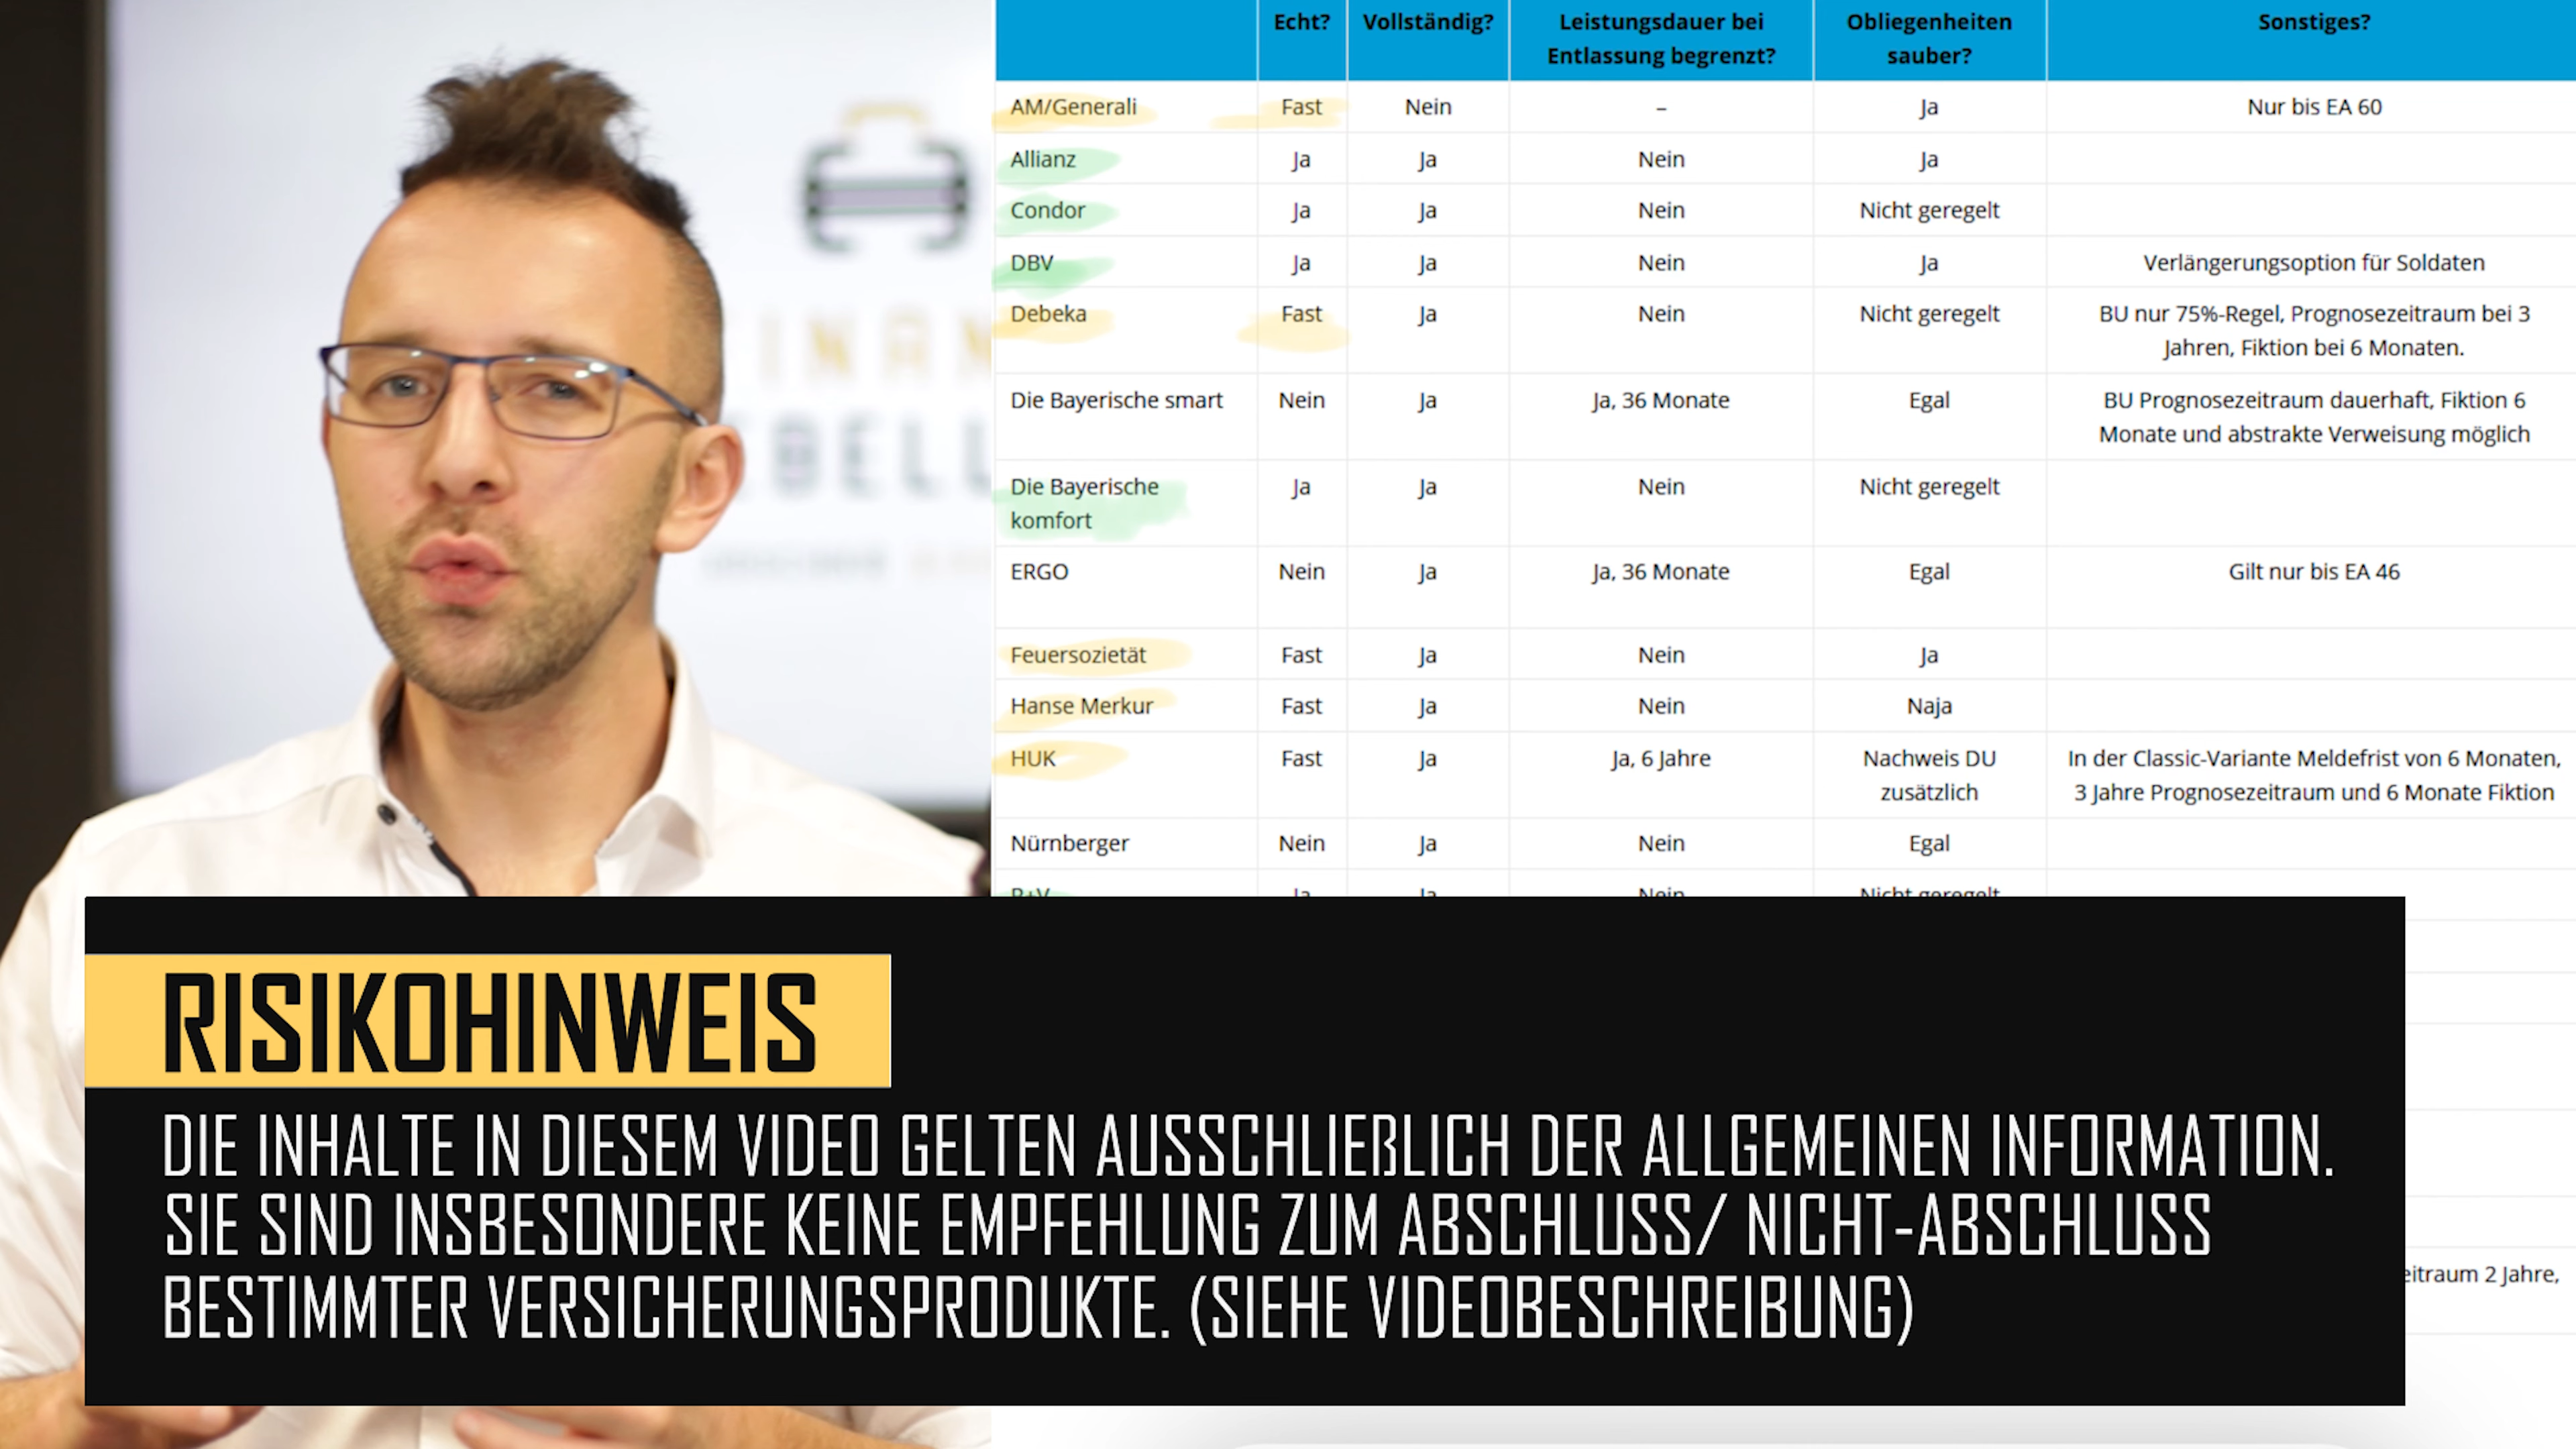 Echt? Vollständig? Leistungsdauer bei Entlassung begrenzt? Obliegenheiten sauber? Sonstiges?
AM/Generali Fast Nein – Ja Nur bis EA 60
Allianz Ja Ja Nein Ja
Condor Ja Ja Nein Nicht geregelt
DBV Ja Ja Nein Ja Verlängerungsoption für Soldaten
Debeka Fast Ja Nein Nicht geregelt BU nur 75%-Regel, Prognosezeitraum bei 3
Jahren, Fiktion bei 6 Monaten.
Die Bayerische smart Nein Ja Ja, 36 Monate Egal BU Prognosezeitraum dauerhaft, Fiktion 6
Monate und abstrakte Verweisung möglich
Die Bayerische Ja Ja Nein Nicht geregelt
komfort
ERGO Nein Ja Ja, 36 Monate Egal Gilt nur bis EA 46
Feuersozietät Fast Ja Nein Ja
Hanse Merkur Fast Ja Nein Naja
HUK Fast Ja Ja, 6 Jahre Nachweis DU In der Classic-Variante Meldefrist von 6 Monaten,
zusätzlich 3 Jahre Prognosezeitraum und 6 Monate Fiktion
Nürnberger Nein Ja Nein Egal
R+V Ja Ja Nein Nicht geregelt
RISIKOHINWEIS
DIE INHALTE IN DIESEM VIDEO GELTEN AUSSCHLIEßLICH DER ALLGEMEINEN INFORMATION.
SIE SIND INSBESONDERE KEINE EMPFEHLUNG ZUM ABSCHLUSS/ NICHT-ABSCHLUSS
BESTIMMTER VERSICHERUNGSPRODUKTE. (SIEHE VIDEOBESCHREIBUNG)
2 Jahre,